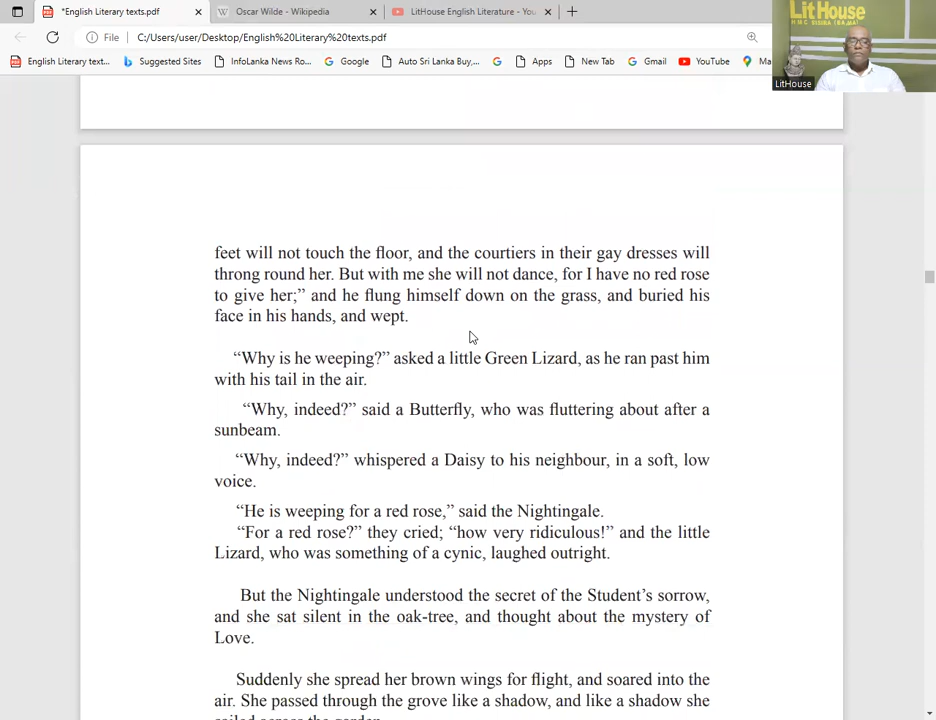 *English Literary texts.pdf
Oscar Wilde - Wikipedia
LitHouse English Literature - You
File
C:/Users/user/Desktop/English%20Literary%20texts.pdf
English Literary text...
Suggested Sites
InfoLanka News Ro...
Google
Auto Sri Lanka Buy,...
Apps
New Tab
Gmail
YouTube
Ma
LitHouse
LitHouse
feet will not touch the floor, and the courtiers in their gay dresses will
throng round her. But with me she will not dance, for I have no red rose
to give her;” and he flung himself down on the grass, and buried his
face in his hands, and wept.
“Why is he weeping?” asked a little Green Lizard, as he ran past him
with his tail in the air.
“Why, indeed?” said a Butterfly, who was fluttering about after a
sunbeam.
“Why, indeed?” whispered a Daisy to his neighbour, in a soft, low
voice.
“He is weeping for a red rose,” said the Nightingale.
“For a red rose?” they cried; “how very ridiculous!” and the little
Lizard, who was something of a cynic, laughed outright.
But the Nightingale understood the secret of the Student’s sorrow,
and she sat silent in the oak-tree, and thought about the mystery of
Love.
Suddenly she spread her brown wings for flight, and soared into the
air. She passed through the grove like a shadow, and like a shadow she
sailed across the garden.